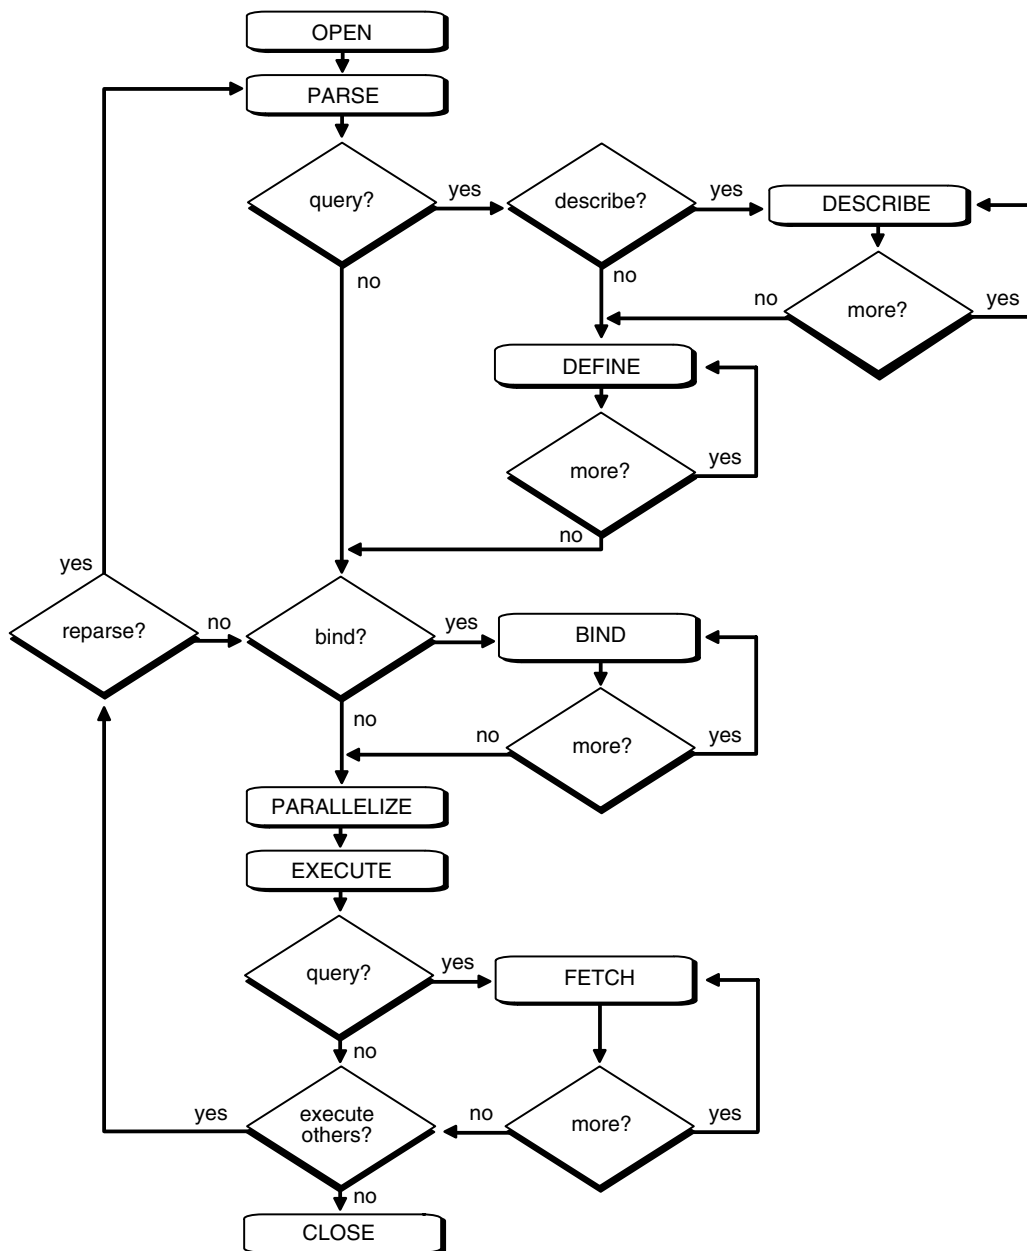 OPEN
PARSE
query?
yes
describe?
yes
DESCRIBE
no
no
no
more?
yes
DEFINE
more?
yes
no
yes
reparse?
no
bind?
yes
BIND
no
no
more?
yes
PARALLELIZE
EXECUTE
query?
yes
FETCH
no
yes
execute
others?
no
more?
yes
no
CLOSE